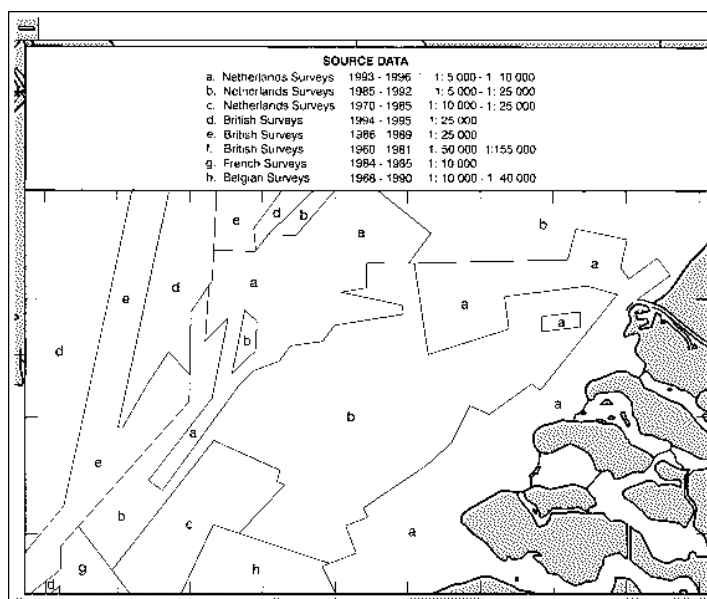 SOURCE DATA
a. Netherlands Surveys 1993 - 1996 1: 5 000 - 1: 10 000
b. Netherlands Surveys 1985 - 1992 1: 5 000 - 1: 25 000
c. Netherlands Surveys 1970 - 1985 1: 10 000 - 1: 25 000
d. British Surveys 1994 - 1995 1: 25 000
e. British Surveys 1986 1989 1: 25 000
f. British Surveys 1960 1981 1: 50 000 1:155 000
g. French Surveys 1984 - 1985 1: 10 000
h. Belgian Surveys 1968 - 1990 1: 10 000 - 1: 40 000
e
d
b
a
b
a
d
a
e
a
a
b
d
a
b
a
e
b
c
a
g
h
d